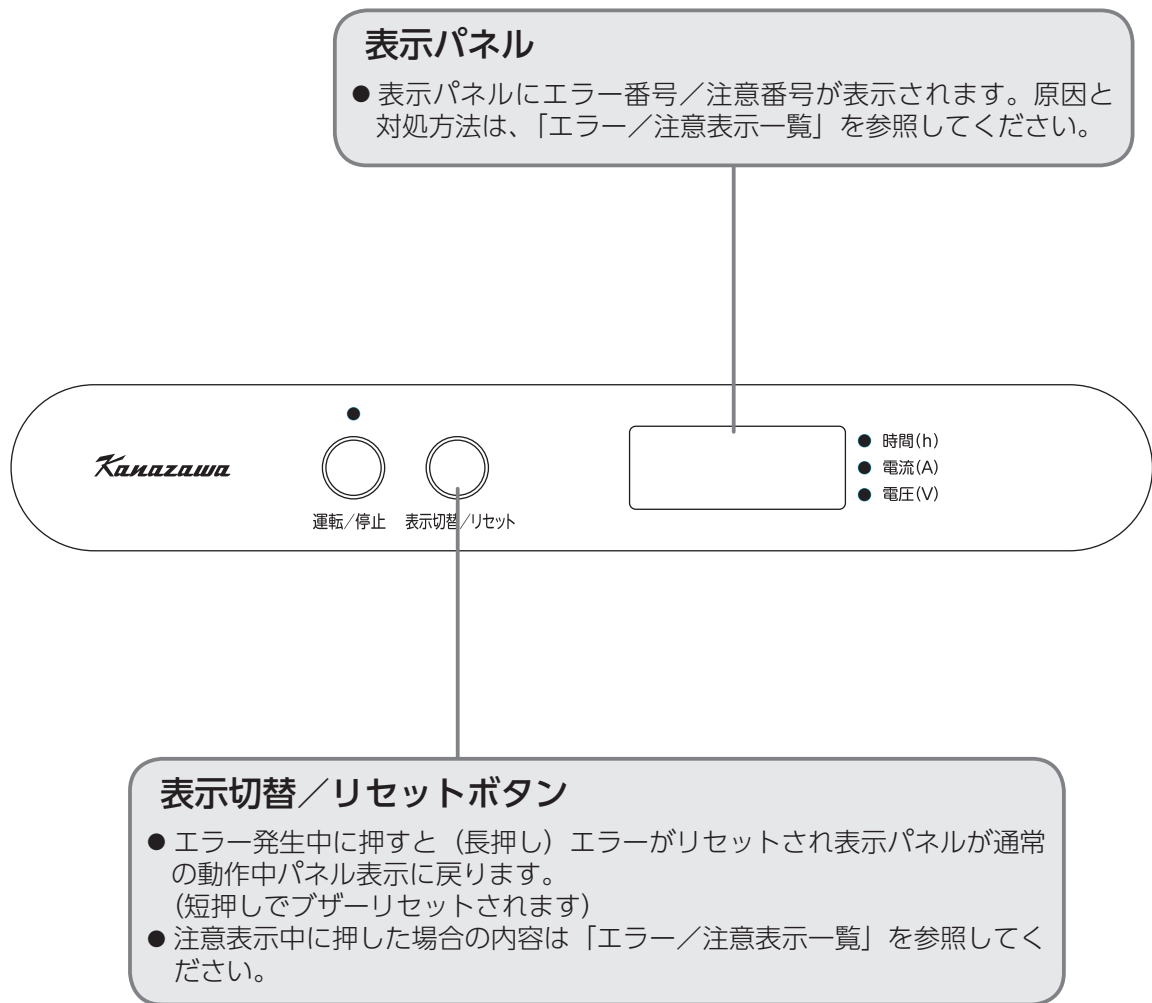 表示パネル
● 表示パネルにエラー番号／注意番号が表示されます。原因と
対処方法は、「エラー／注意表示一覧」を参照してください。
Kanazawa
運転／停止
表示切替／リセット
● 時間(h)
● 電流(A)
● 電圧(V)
表示切替／リセットボタン
● エラー発生中に押すと（長押し）エラーがリセットされ表示パネルが通常
の動作中パネル表示に戻ります。
（短押しでブザーリセットされます）
● 注意表示中に押した場合の内容は「エラー／注意表示一覧」を参照してく
ださい。